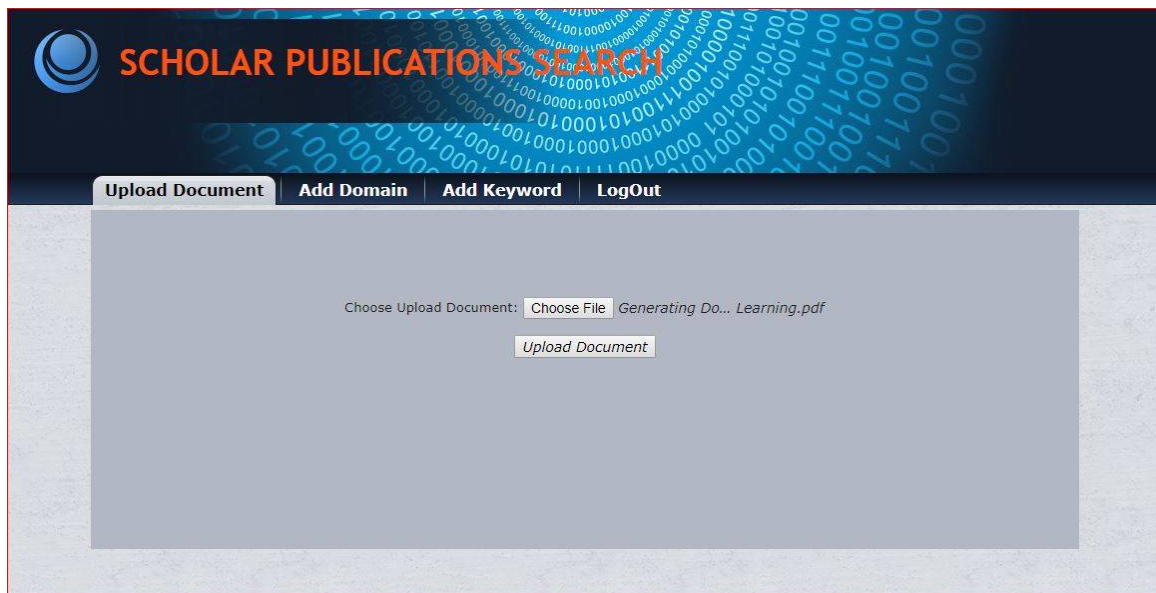 SCHOLAR PUBLICATIONS SEARCH
Upload Document Add Domain Add Keyword LogOut
Choose Upload Document: Choose File Generating Do... Learning.pdf
Upload Document